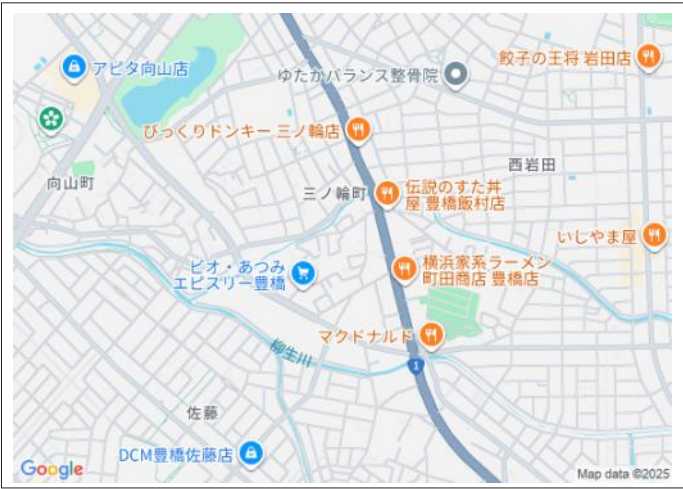 餃子の王将 岩田店
アピタ向山店
ゆたかバランス整骨院
びっくりドンキー 三ノ輪店
西岩田
向山町
三ノ輪町
伝説のすた丼
屋 豊橋飯村店
いしやま屋
ビオ・あつみ
エピスリー豊橋
横浜家系ラーメン
町田商店 豊橋店
マクドナルド
柳生川
1
佐藤
DCM豊橋佐藤店
Google
Map data ©2025